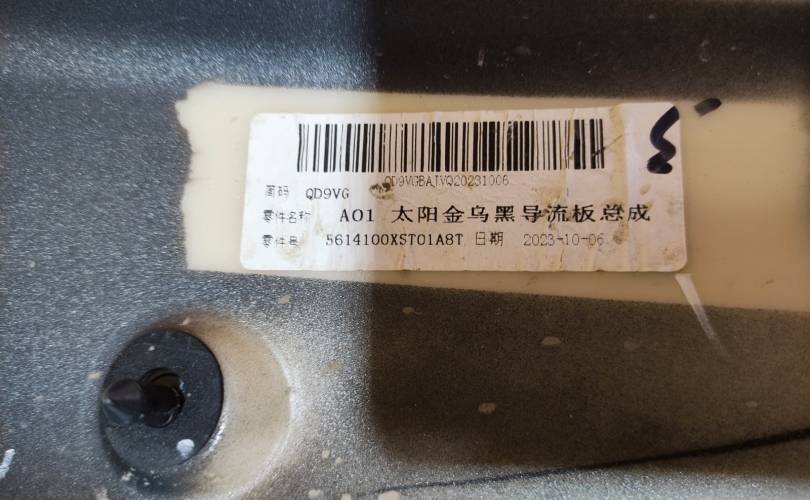 QD9VGBAJVQ20231006
简码 QD9VG
零件名称 A01 太阳金乌黑导流板总成
零件号 5614100XST01A8T 日期 2023-10-06